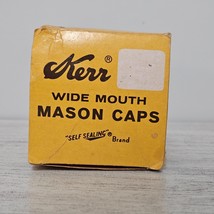 Kerr
WIDE MOUTH
MASON CAPS
"SELF SEALING"® Brand